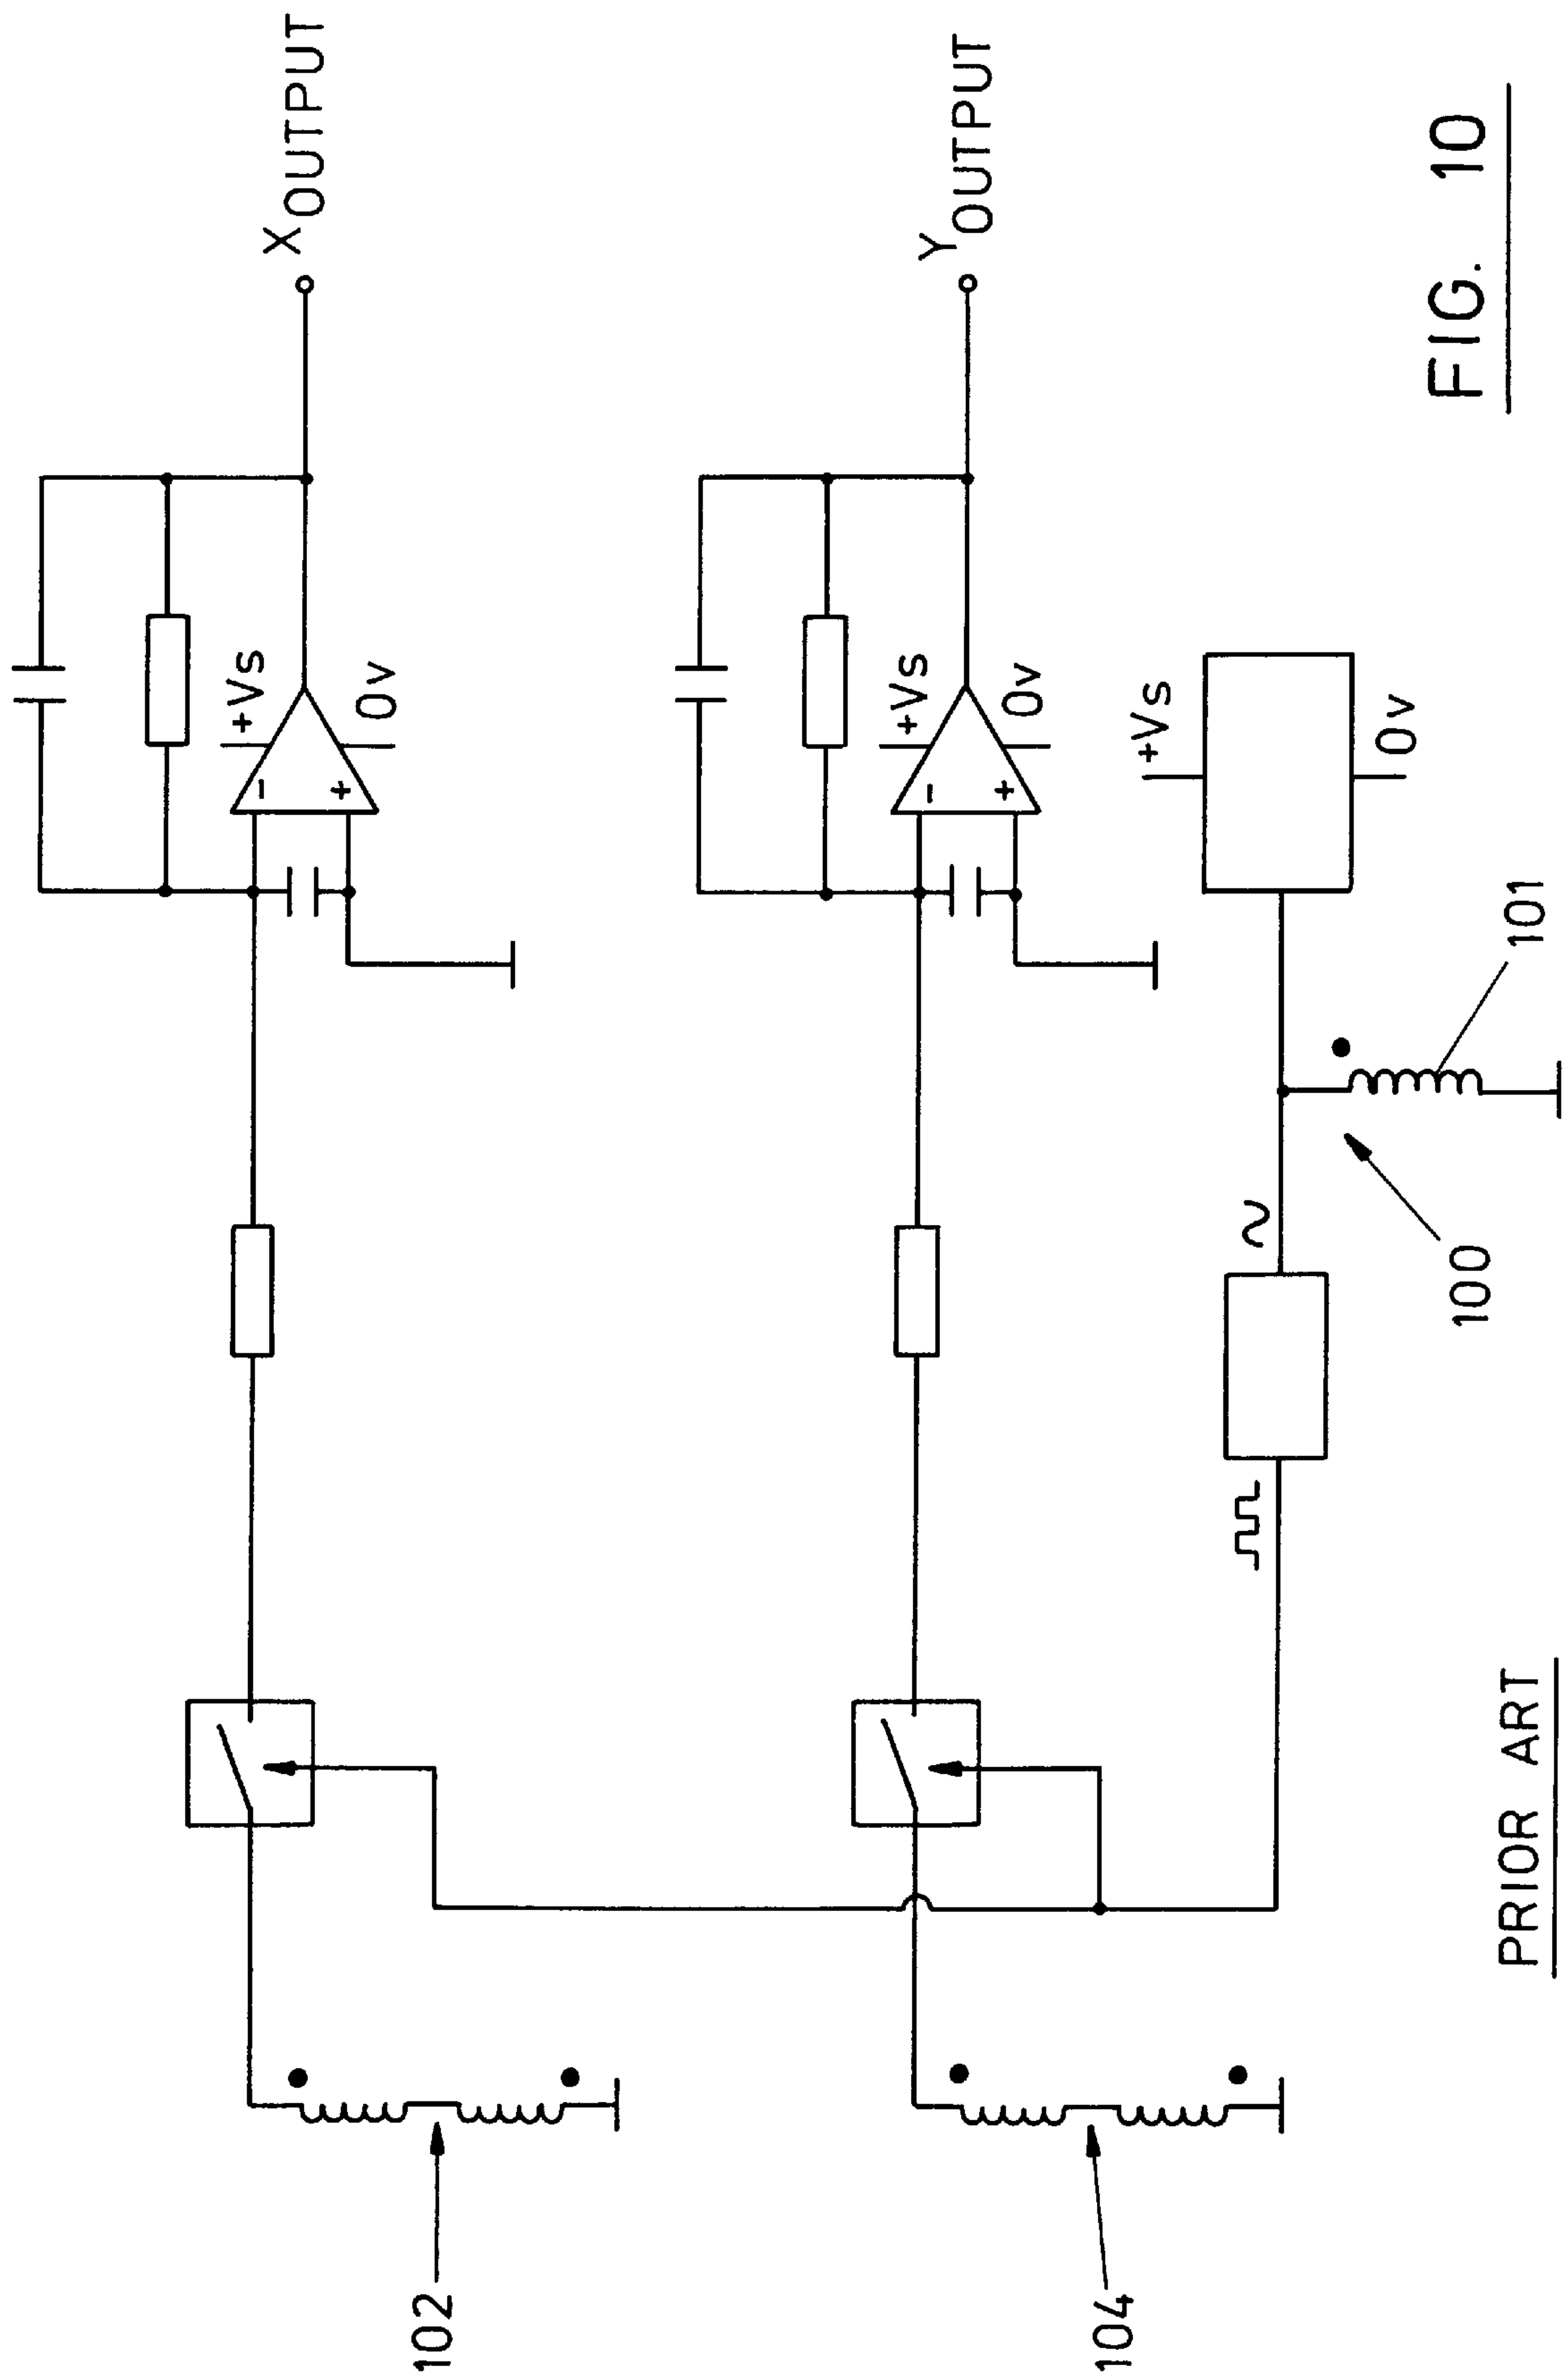 X OUTPUT
+Vs
-
+
0v
102
Y OUTPUT
+Vs
-
+
0v
104
+Vs
0v
101
100
PRIOR ART
FIG. 10